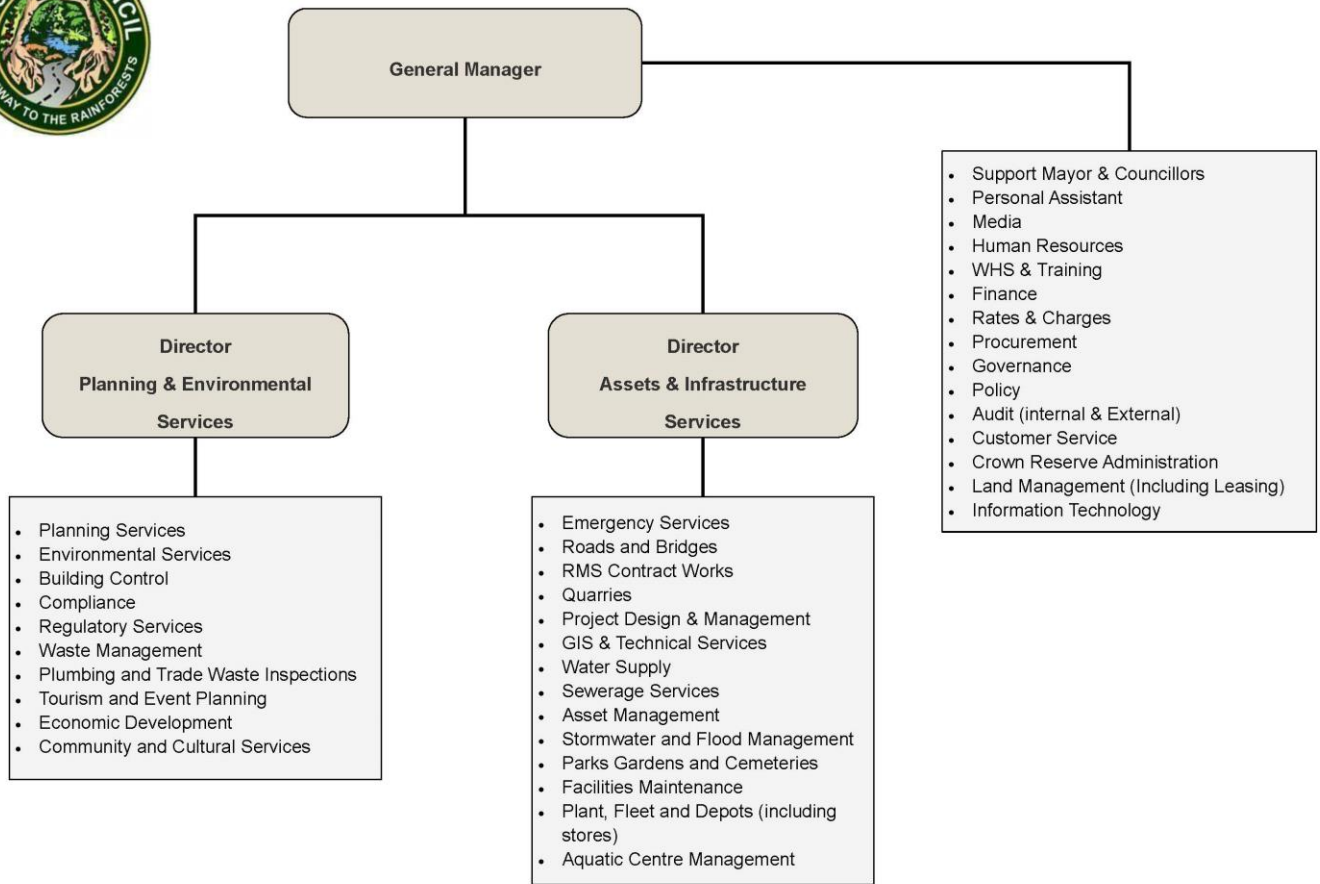 CIL
WAY TO THE RAINFORESTS
General Manager
• Support Mayor & Councillors
• Personal Assistant
• Media
• Human Resources
• WHS & Training
• Finance
• Rates & Charges
• Procurement
• Governance
• Policy
• Audit (internal & External)
• Customer Service
• Crown Reserve Administration
• Land Management (Including Leasing)
• Information Technology
Director
Planning & Environmental
Services
• Planning Services
• Environmental Services
• Building Control
• Compliance
• Regulatory Services
• Waste Management
• Plumbing and Trade Waste Inspections
• Tourism and Event Planning
• Economic Development
• Community and Cultural Services
Director
Assets & Infrastructure
Services
• Emergency Services
• Roads and Bridges
• RMS Contract Works
• Quarries
• Project Design & Management
• GIS & Technical Services
• Water Supply
• Sewerage Services
• Asset Management
• Stormwater and Flood Management
• Parks Gardens and Cemeteries
• Facilities Maintenance
• Plant, Fleet and Depots (including
stores)
• Aquatic Centre Management